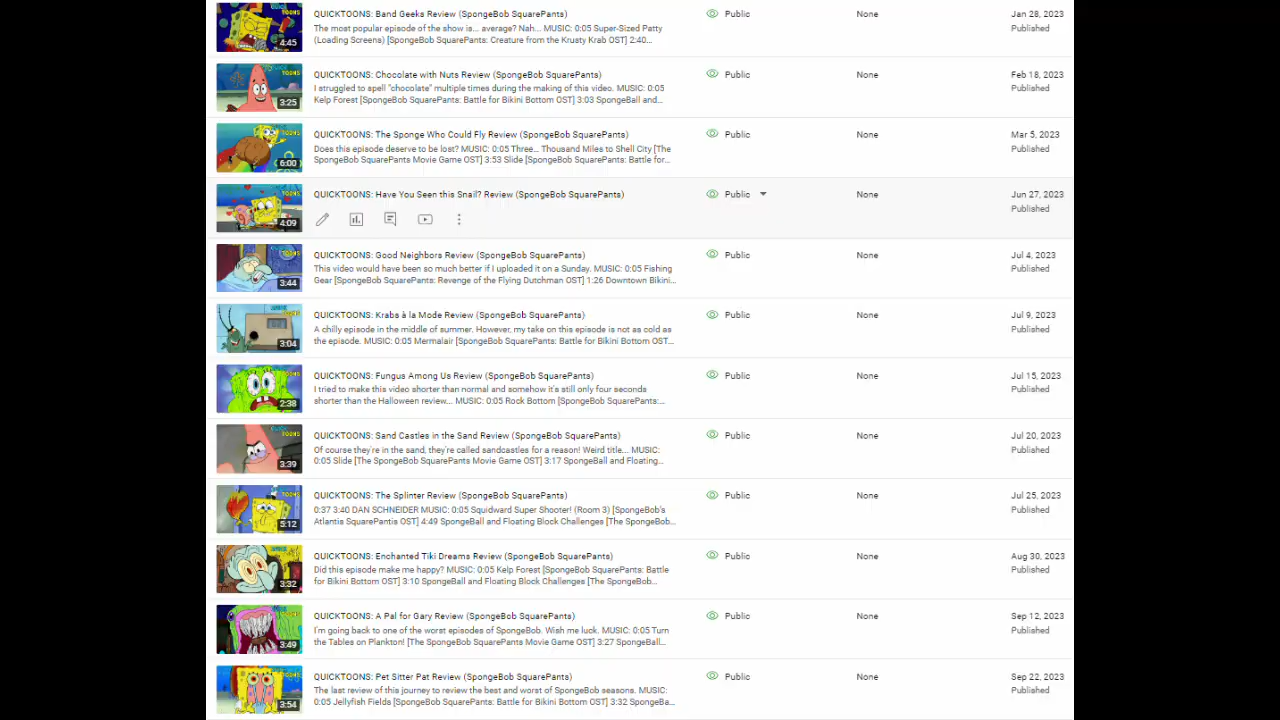 QUICKTOONS: Band Geeks Review (SpongeBob SquarePants)
Public
None
Jan 28, 2023
The most popular episode of the show is... average? Nah... MUSIC: 0:05 Super-Sized Patty
Published
(Loading Screens) [SpongeBob SquarePants: Creature from the Krusty Krab OST] 2:40...
4:45
QUICKTOONS: Chocolate with Nuts Review (SpongeBob SquarePants)
Public
None
Feb 18, 2023
I struggled to spell "chocolate" multiple times during the making of this video. MUSIC: 0:05
Published
Kelp Forest [SpongeBob SquarePants: Battle for Bikini Bottom OST] 3:03 SpongeBall and...
3:25
QUICKTOONS: The Sponge Who Could Fly Review (SpongeBob SquarePants)
Public
None
Mar 5, 2023
Does this episode deserve to be lost? MUSIC: 0:05 Three... Thousand Miles to Shell City [The
Published
SpongeBob SquarePants Movie Game OST] 3:53 Slide [SpongeBob SquarePants: Battle for...
6:00
QUICKTOONS: Have You Seen this Snail? Review (SpongeBob SquarePants)
Public
None
Jun 27, 2023
Published
4:09
QUICKTOONS: Good Neighbors Review (SpongeBob SquarePants)
Public
None
Jul 4, 2023
This video would have been so much better if I uploaded it on a Sunday. MUSIC: 0:05 Fishing
Published
Gear [SpongeBob SquarePants: Revenge of the Flying Dutchman OST] 1:26 Downtown Bikini...
3:44
QUICKTOONS: Krabs à la Mode Review (SpongeBob SquarePants)
Public
None
Jul 9, 2023
A chilly episode in the middle of summer. However, my take on this episode is not as cold as
Published
the episode. MUSIC: 0:05 Mermalair [SpongeBob SquarePants: Battle for Bikini Bottom OST...
3:04
QUICKTOONS: Fungus Among Us Review (SpongeBob SquarePants)
Public
None
Jul 15, 2023
I tried to make this video shorter than normal and somehow it's still only four seconds
Published
shorter than the Halloween review... MUSIC: 0:05 Rock Bottom [SpongeBob SquarePants:...
2:38
QUICKTOONS: Sand Castles in the Sand Review (SpongeBob SquarePants)
Public
None
Jul 20, 2023
Of course they're in the sand, they're called sandcastles for a reason! Weird title... MUSIC:
Published
0:05 Slide [The SpongeBob SquarePants Movie Game OST] 3:17 SpongeBall and Floating...
3:39
QUICKTOONS: The Splinter Review (SpongeBob SquarePants)
Public
None
Jul 25, 2023
0:37 3:40 DAN SCHNEIDER MUSIC: 0:05 Squidward Super Shooter! (Room 3) [SpongeBob's
Published
Atlantis SquarePantis OST] 4:49 SpongeBall and Floating Block Challenges [The SpongeBob...
5:12
QUICKTOONS: Enchanted Tiki Dreams Review (SpongeBob SquarePants)
Public
None
Aug 30, 2023
Did this episode make me happy? MUSIC: 0:05 Kelp Forest [SpongeBob SquarePants: Battle
Published
for Bikini Bottom OST] 3:10 SpongeBall and Floating Block Challenges [The SpongeBob...
3:32
QUICKTOONS: A Pal for Gary Review (SpongeBob SquarePants)
Public
None
Sep 12, 2023
I'm going back to one of the worst episodes of SpongeBob. Wish me luck. MUSIC: 0:05 Turn
Published
the Tables on Plankton! [The SpongeBob SquarePants Movie Game OST] 3:27 SpongeBall...
3:49
QUICKTOONS: Pet Sitter Pat Review (SpongeBob SquarePants)
Public
None
Sep 22, 2023
The last review of this journey to review the best and worst of SpongeBob seasons. MUSIC:
Published
0:05 Jellyfish Fields [SpongeBob SquarePants: Battle for Bikini Bottom OST] 3:32 SpongeBa...
3:54